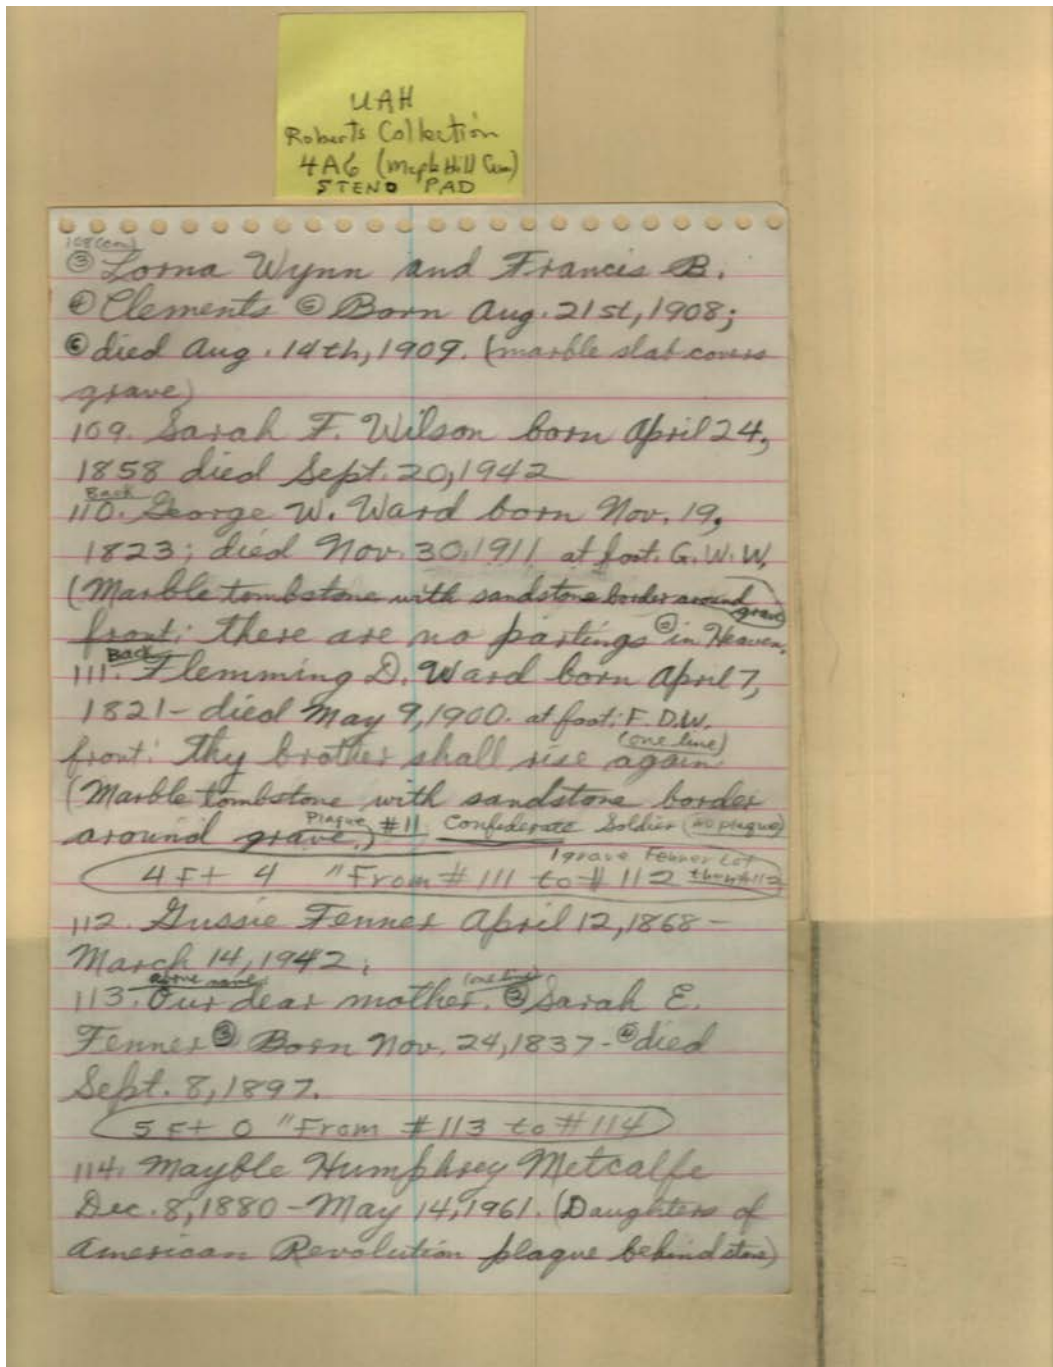 UAH
Roberts Collection
4A6 (Maple Hill Cem)
STENO PAD
108 (con)
③ Lorna Wynn and Francis B.
④ Clements ⑤ Born Aug. 21st, 1908;
⑥ died Aug. 14th, 1909. (marble slab covers
grave)
109. Sarah F. Wilson born April 24,
1858 died Sept. 20, 1942
Back
110. George W. Ward born Nov. 19,
1823; died Nov. 30, 1911 at foot. G. W. W.
(Marble tombstone with sandstone border around grave)
front: there are no partings ② in Heaven.
Back
111. Flemming D. Ward born April 7,
1821 - died May 9, 1900. at foot: F. D. W.
front: Thy brother shall rise again (one line)
(Marble tombstone with sandstone border
around grave.) Plaque #11 Confederate Soldier (no plaque)
1 grave Fenner Lot
4 Ft 4 "From #111 to #112
112. Gussie Fenner April 12, 1868 -
March 14, 1942.
above name (one line)
113. Our dear mother. ② Sarah E.
Fenner ③ Born Nov. 24, 1837 - ④ died
Sept. 8, 1897.
5 Ft 0 "From #113 to #114
114. Mayble Humphrey Metcalfe
Dec. 8, 1880 - May 14, 1961. (Daughters of
American Revolution plaque behind stone)